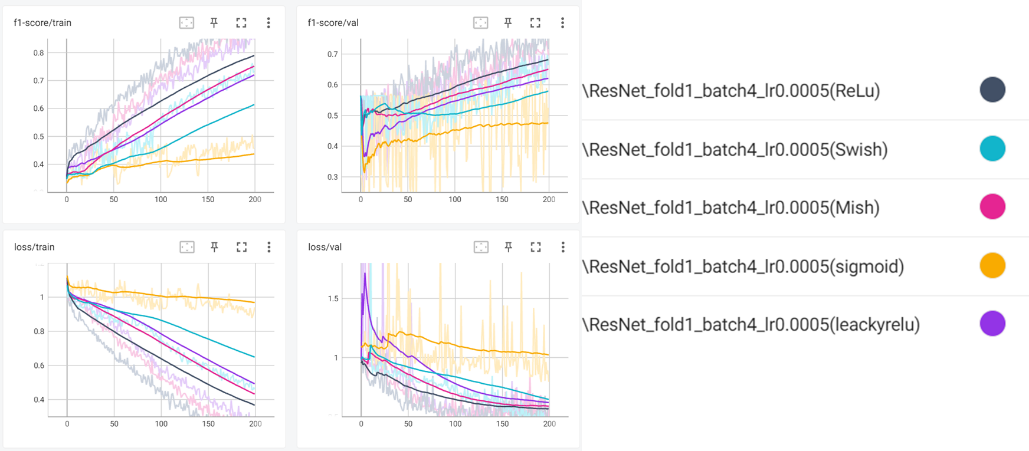 f1-score/train
0.8
0.7
0.6
0.5
0.4
0 50 100 150 200
f1-score/val
0.7
0.6
0.5
0.4
0.3
0 50 100 150 200
loss/train
1
0.8
0.6
0.4
0 50 100 150 200
loss/val
1.5
1
0 50 100 150 200
\ResNet_fold1_batch4_lr0.0005(ReLu)
\ResNet_fold1_batch4_lr0.0005(Swish)
\ResNet_fold1_batch4_lr0.0005(Mish)
\ResNet_fold1_batch4_lr0.0005(sigmoid)
\ResNet_fold1_batch4_lr0.0005(leackyrelu)